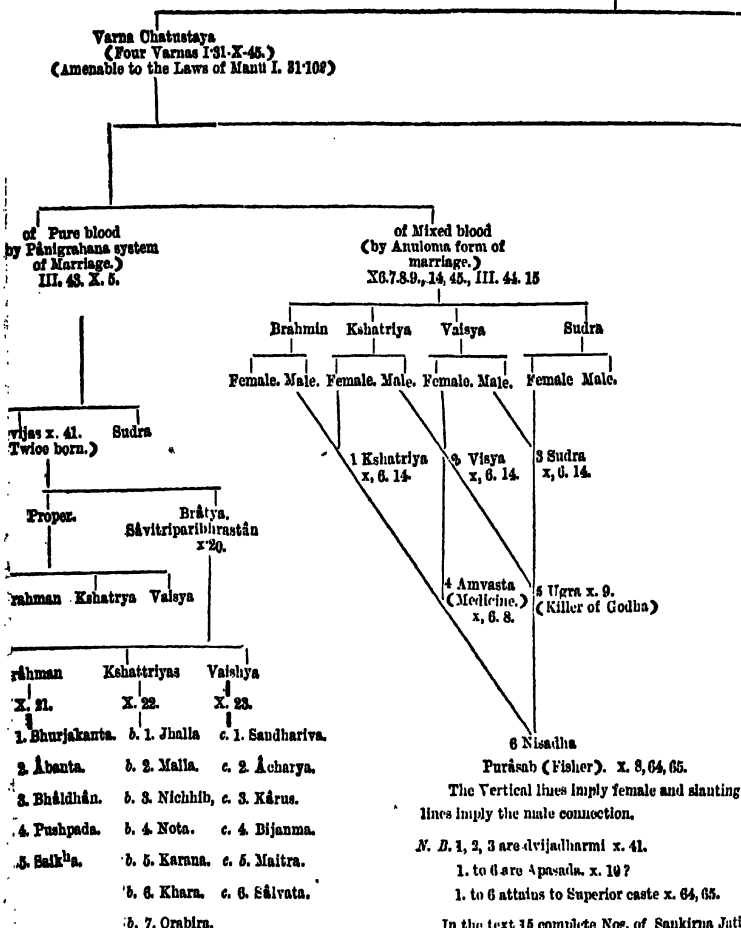 Varna Chatustaya
(Four Varnas I·31-X-45.)
(Amenable to the Laws of Manu I. 31·10?)
of Pure blood
by Pânigrahana system
of Marriage.)
III. 43. X. 5.
of Mixed blood
(by Anuloma form of
marriage.)
X6.7.8.9., 14, 45., III. 44. 15
Brahmin Kshatriya Vaisya Sudra
Female. Male. Female. Male. Female. Male. Female Male.
vijas x. 41. Sudra
Twice born.)
1 Kshatriya
x, 6. 14.
2 Visya
x, 6. 14.
3 Sudra
x, 6. 14.
Proper.
Brâtya.
Sâvitriparibhrastân
x·20.
rahman Kshatrya Vaisya
4 Amvasta
(Medicine.)
x, 6. 8.
5 Ugra x. 9.
(Killer of Godha)
râhman Kshattriyas Vaishya
X. 21. X. 22. X. 23.
1. Bhurjakanta. b. 1. Jhalla c. 1. Saudhariva.
2. Âbanta. b. 2. Malla. c. 2. Âcharya.
3. Bhâldhân. b. 3. Nichhib, c. 3. Kârus.
4. Pushpada. b. 4. Nota. c. 4. Bijanma.
5. Saikha. b. 5. Karana. c. 5. Maitra.
b. 6. Khara. c. 6. Sâlvata.
b. 7. Orabira.
6 Nisadha
Purâsab (Fisher). x. 8, 64, 65.
The Vertical lines imply female and slanting
lines imply the male connection.
N. B. 1, 2, 3 are dvijadharmi x. 41.
1. to 6 are Apasada. x. 10?
1. to 6 attains to Superior caste x. 64, 65.
In the text 15 complete Nos. of Sankirna Jati